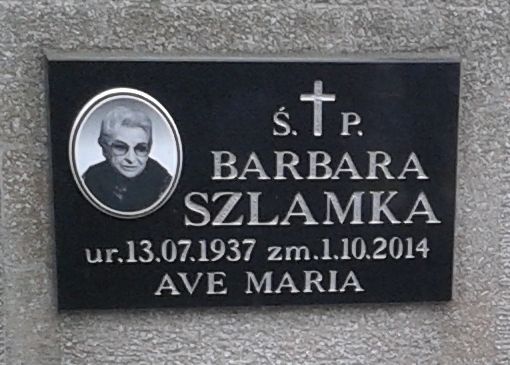 Ś. P.
BARBARA
SZLAMKA
ur.13.07.1937 zm.1.10.2014
AVE MARIA